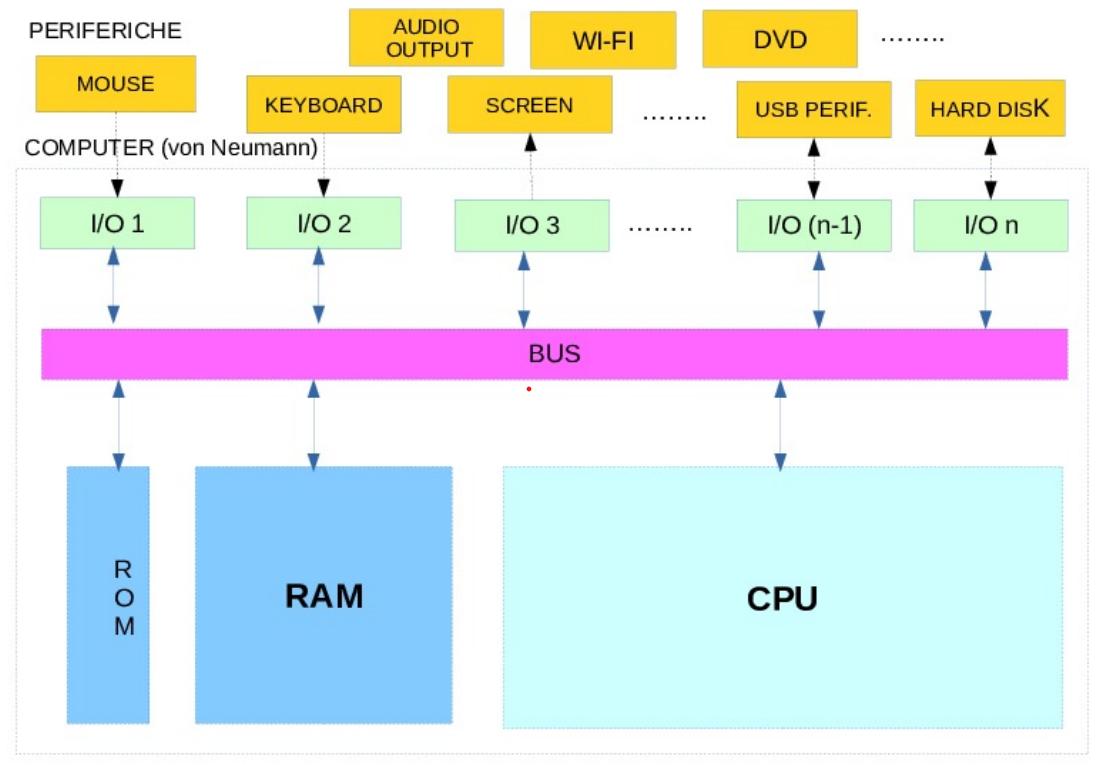 PERIFERICHE
AUDIO
OUTPUT
WI-FI
DVD
........
MOUSE
KEYBOARD
SCREEN
........
USB PERIF.
HARD DISK
COMPUTER (von Neumann)
I/O 1
I/O 2
I/O 3
........
I/O (n-1)
I/O n
BUS
R
O
M
RAM
CPU